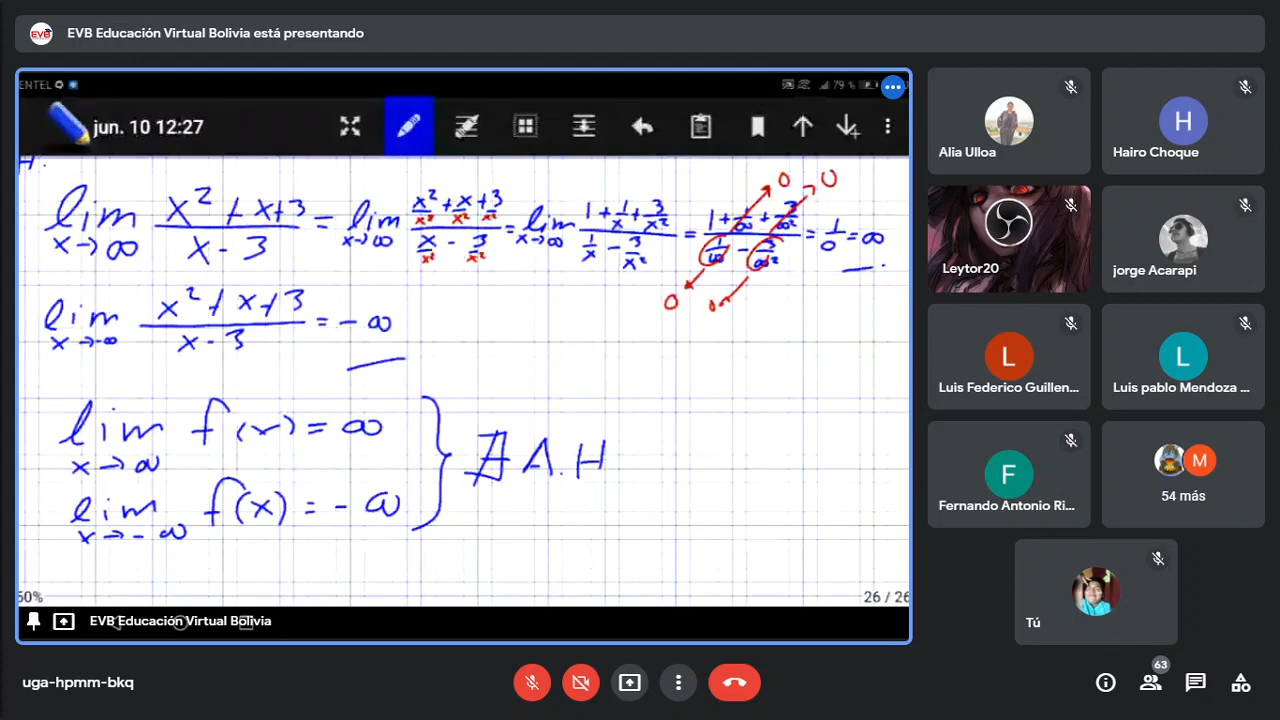 EVB Educación Virtual Bolivia está presentando
ENTEL
79 %
jun. 10 12:27
H.
lim x→∞ (x² + x + 3)/(x - 3) = lim x→∞ (x²/x² + x/x² + 3/x²)/(x/x² - 3/x²) = lim x→∞ (1 + 1/x + 3/x²)/(1/x - 3/x²) = (1 + 1/∞ + 3/∞²)/(1/∞ - 3/∞²) = 1/0 = ∞
0 0
0 0
lim x→-∞ (x² + x + 3)/(x - 3) = -∞
lim x→∞ f(x) = ∞
∄ A.H
lim x→-∞ f(x) = -∞
60%
26 / 26
EVB Educación Virtual Bolivia
Alia Ulloa
H
Hairo Choque
Leytor20
jorge Acarapi
L
Luis Federico Guillen...
L
Luis pablo Mendoza ...
F
Fernando Antonio Ri...
M
54 más
Tú
uga-hpmm-bkq
63